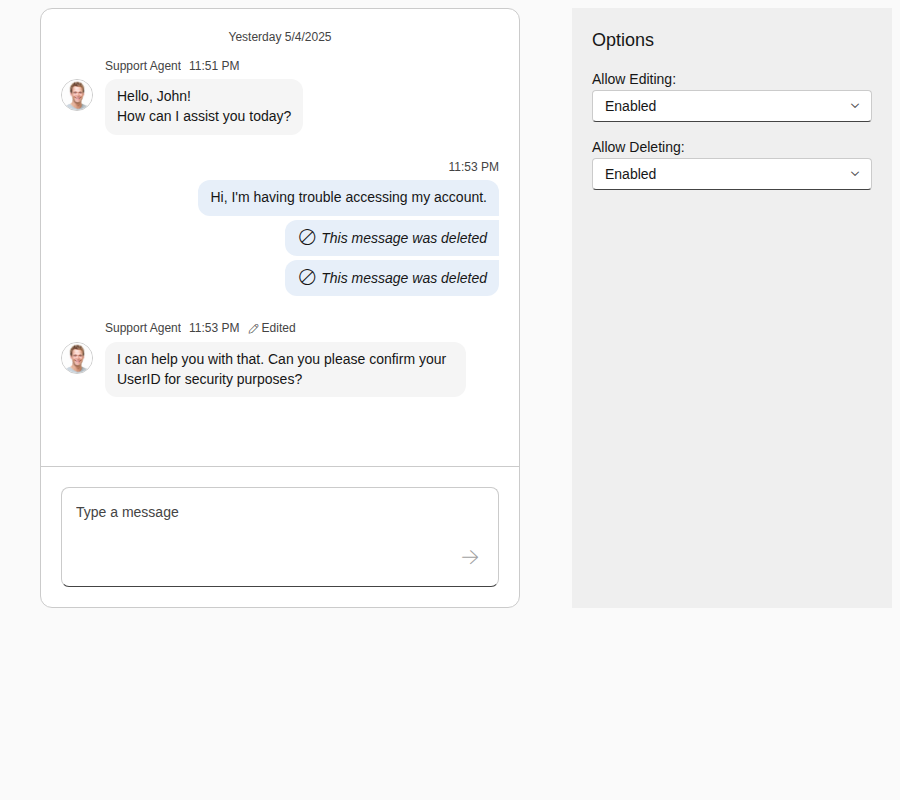 Yesterday 5/4/2025
Support Agent 11:51 PM
Hello, John!
How can I assist you today?
11:53 PM
Hi, I'm having trouble accessing my account.
This message was deleted
This message was deleted
Support Agent 11:53 PM Edited
I can help you with that. Can you please confirm your
UserID for security purposes?
Type a message
Options
Allow Editing:
Enabled
Allow Deleting:
Enabled